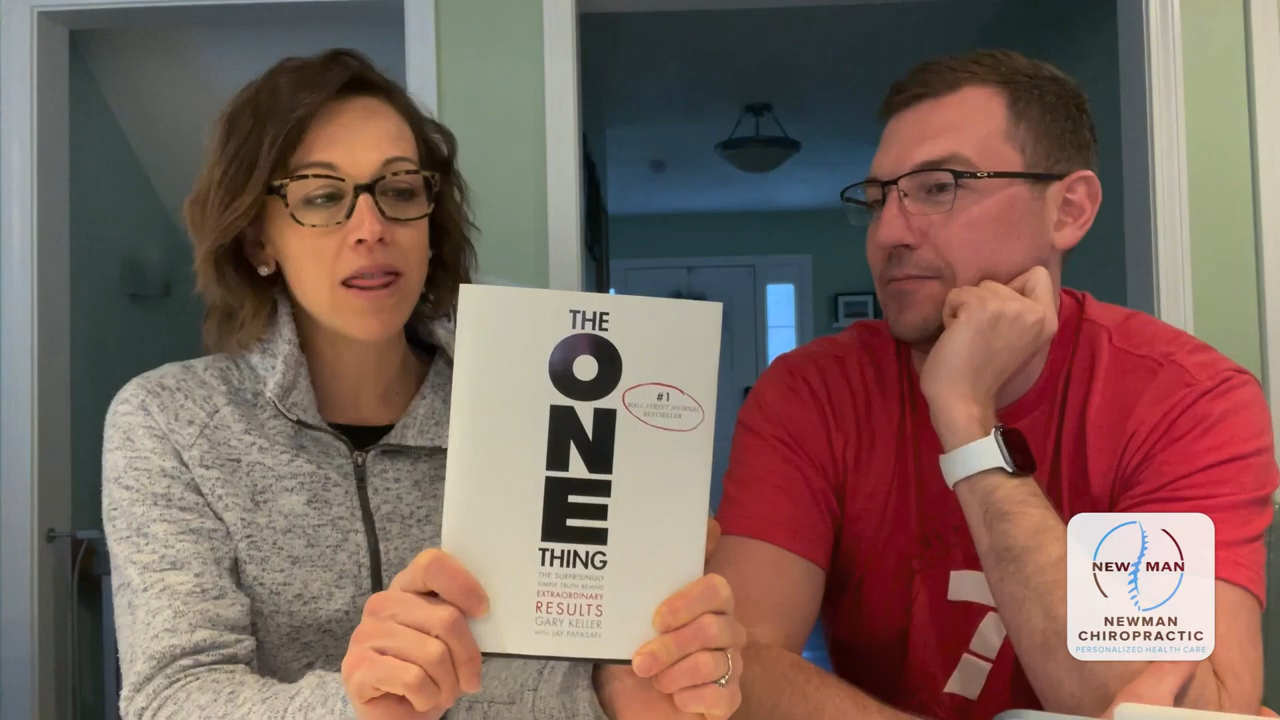 THE
ONE
THING
#1
WALL STREET JOURNAL
BESTSELLER
THE SURPRISINGLY
SIMPLE TRUTH BEHIND
EXTRAORDINARY
RESULTS
GARY KELLER
WITH JAY PAPASAN
NEW MAN
NEWMAN
CHIROPRACTIC
PERSONALIZED HEALTH CARE